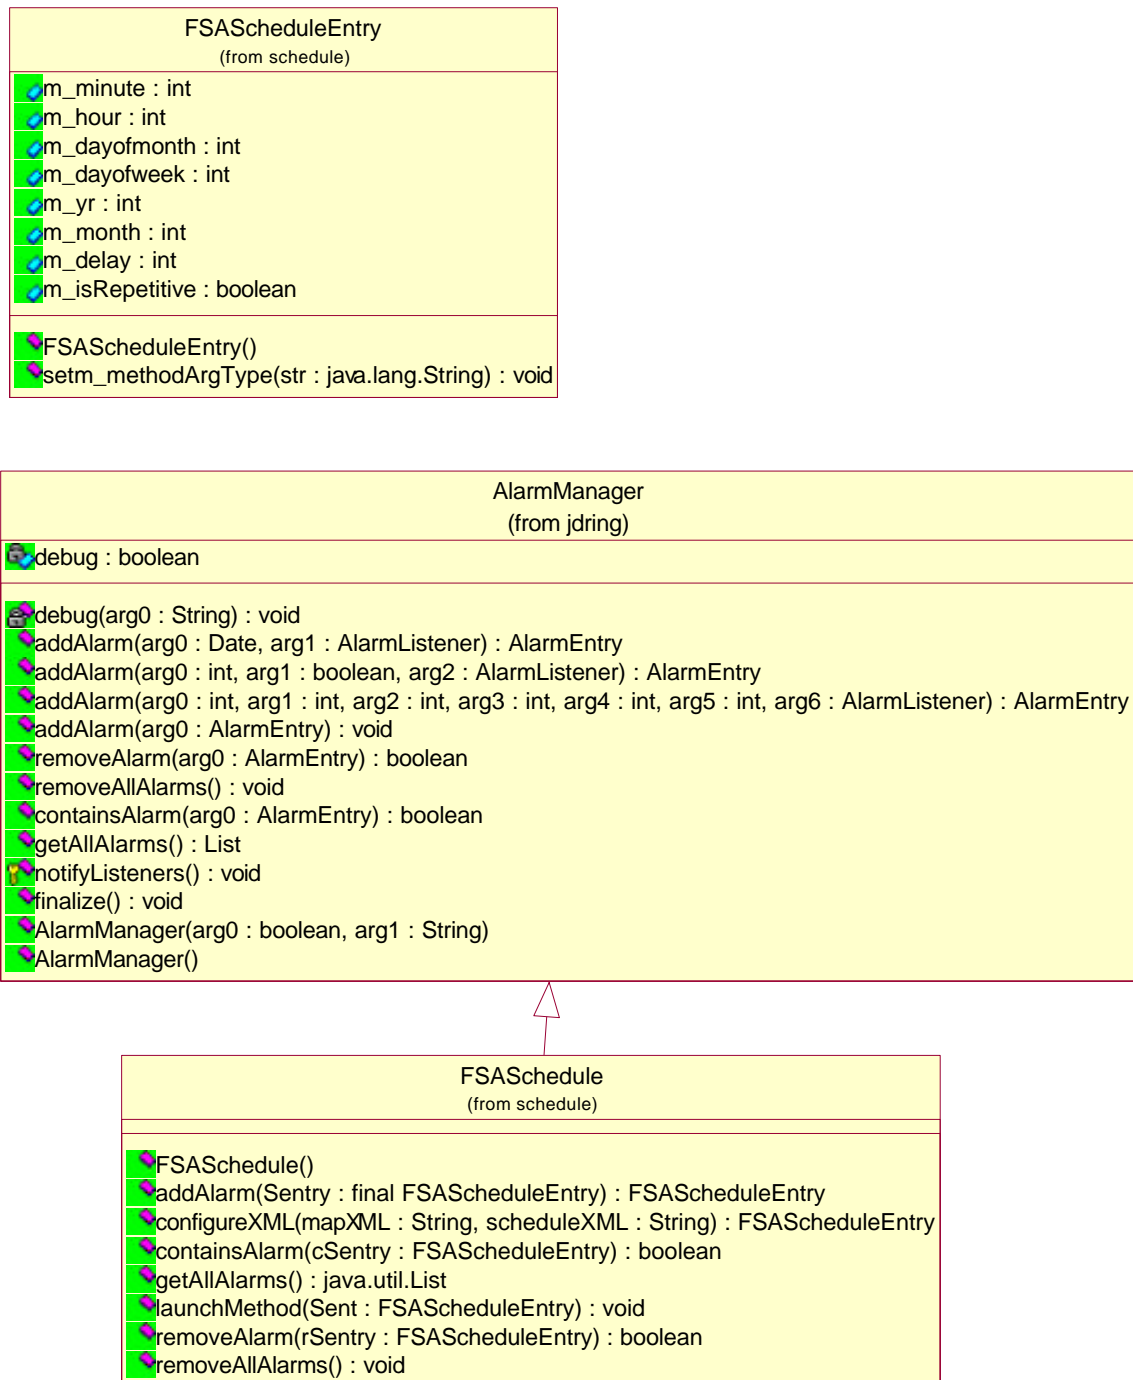 FSAScheduleEntry
(from schedule)
m_minute : int
m_hour : int
m_dayofmonth : int
m_dayofweek : int
m_yr : int
m_month : int
m_delay : int
m_isRepetitive : boolean
FSAScheduleEntry()
setm_methodArgType(str : java.lang.String) : void
AlarmManager
(from jdring)
debug : boolean
debug(arg0 : String) : void
addAlarm(arg0 : Date, arg1 : AlarmListener) : AlarmEntry
addAlarm(arg0 : int, arg1 : boolean, arg2 : AlarmListener) : AlarmEntry
addAlarm(arg0 : int, arg1 : int, arg2 : int, arg3 : int, arg4 : int, arg5 : int, arg6 : AlarmListener) : AlarmEntry
addAlarm(arg0 : AlarmEntry) : void
removeAlarm(arg0 : AlarmEntry) : boolean
removeAllAlarms() : void
containsAlarm(arg0 : AlarmEntry) : boolean
getAllAlarms() : List
notifyListeners() : void
finalize() : void
AlarmManager(arg0 : boolean, arg1 : String)
AlarmManager()
FSASchedule
(from schedule)
FSASchedule()
addAlarm(Sentry : final FSAScheduleEntry) : FSAScheduleEntry
configureXML(mapXML : String, scheduleXML : String) : FSAScheduleEntry
containsAlarm(cSentry : FSAScheduleEntry) : boolean
getAllAlarms() : java.util.List
launchMethod(Sent : FSAScheduleEntry) : void
removeAlarm(rSentry : FSAScheduleEntry) : boolean
removeAllAlarms() : void